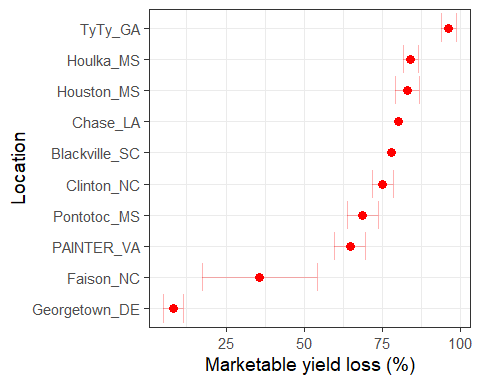 TyTy_GA
Houlka_MS
Houston_MS
Chase_LA
Blackville_SC
Clinton_NC
Pontotoc_MS
PAINTER_VA
Faison_NC
Georgetown_DE
Location
25 50 75 100
Marketable yield loss (%)